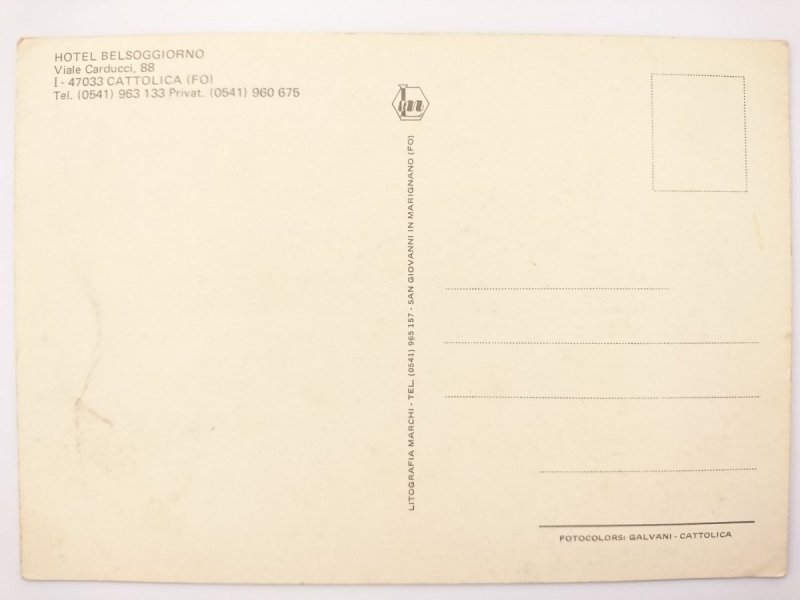 HOTEL BELSOGGIORNO
Viale Carducci, 88
I - 47033 CATTOLICA (FO)
Tel. (0541) 963 133 Privat. (0541) 960 675
LITOGRAFIA MARCHI - TEL. (0541) 965 157 - SAN GIOVANNI IN MARIGNANO (FO)
FOTOCOLORS: GALVANI - CATTOLICA